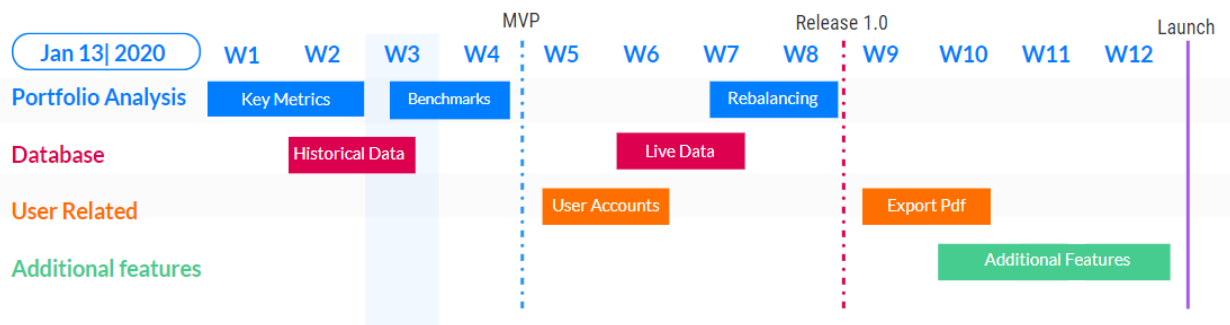 MVP
Release 1.0
Launch
Jan 13| 2020 W1 W2 W3 W4 W5 W6 W7 W8 W9 W10 W11 W12
Portfolio Analysis Key Metrics Benchmarks Rebalancing
Database Historical Data Live Data
User Related User Accounts Export Pdf
Additional features Additional Features